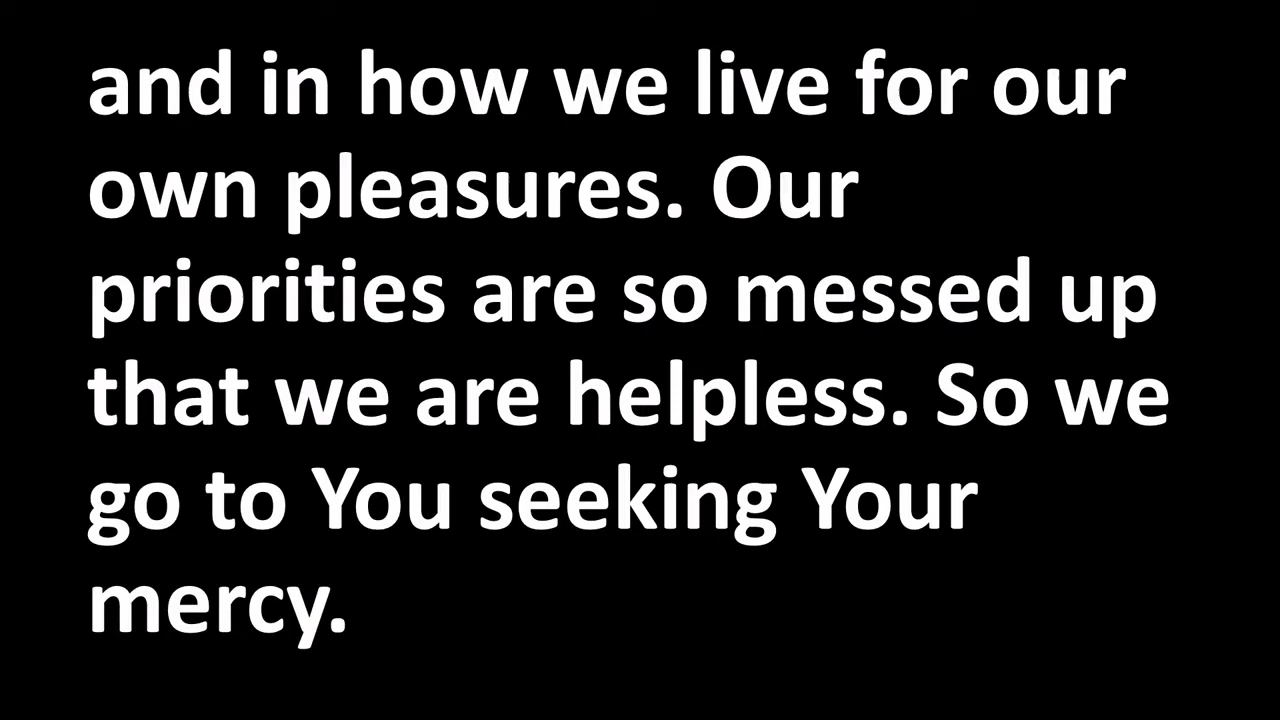 and in how we live for our
own pleasures. Our
priorities are so messed up
that we are helpless. So we
go to You seeking Your
mercy.